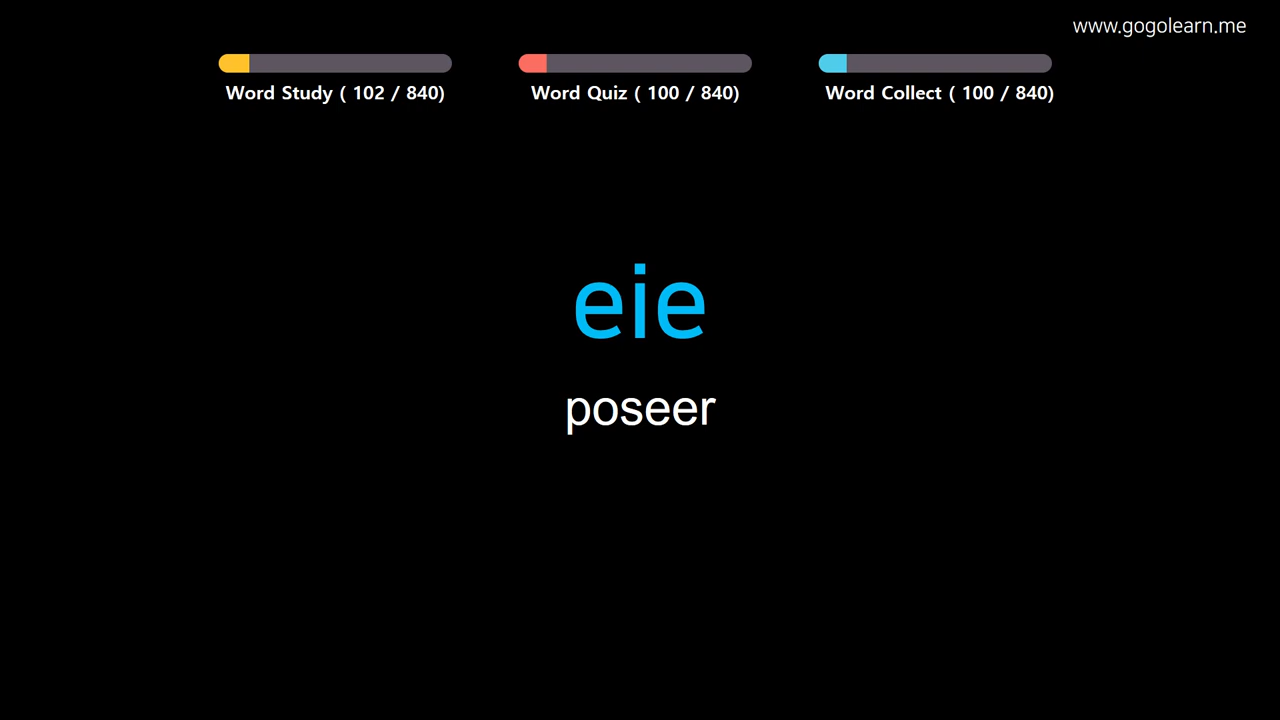 www.gogolearn.me
Word Study ( 102 / 840)
Word Quiz ( 100 / 840)
Word Collect ( 100 / 840)
eie
poseer